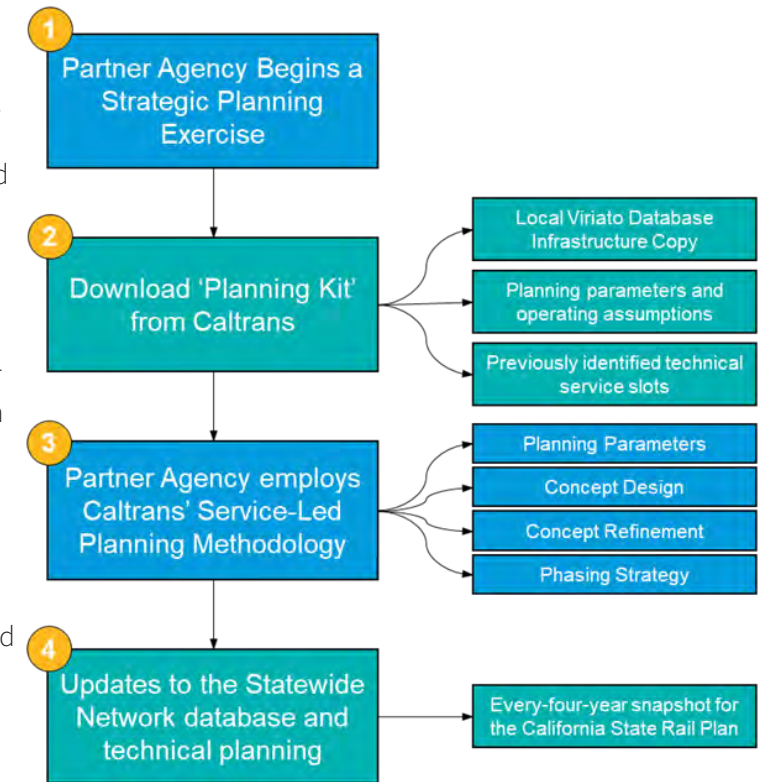 1
Partner Agency Begins a
Strategic Planning
Exercise
2
Download ‘Planning Kit’
from Caltrans
Local Viriato Database
Infrastructure Copy
Planning parameters and
operating assumptions
Previously identified technical
service slots
3
Partner Agency employs
Caltrans’ Service-Led
Planning Methodology
Planning Parameters
Concept Design
Concept Refinement
Phasing Strategy
4
Updates to the Statewide
Network database and
technical planning
Every-four-year snapshot for
the California State Rail Plan